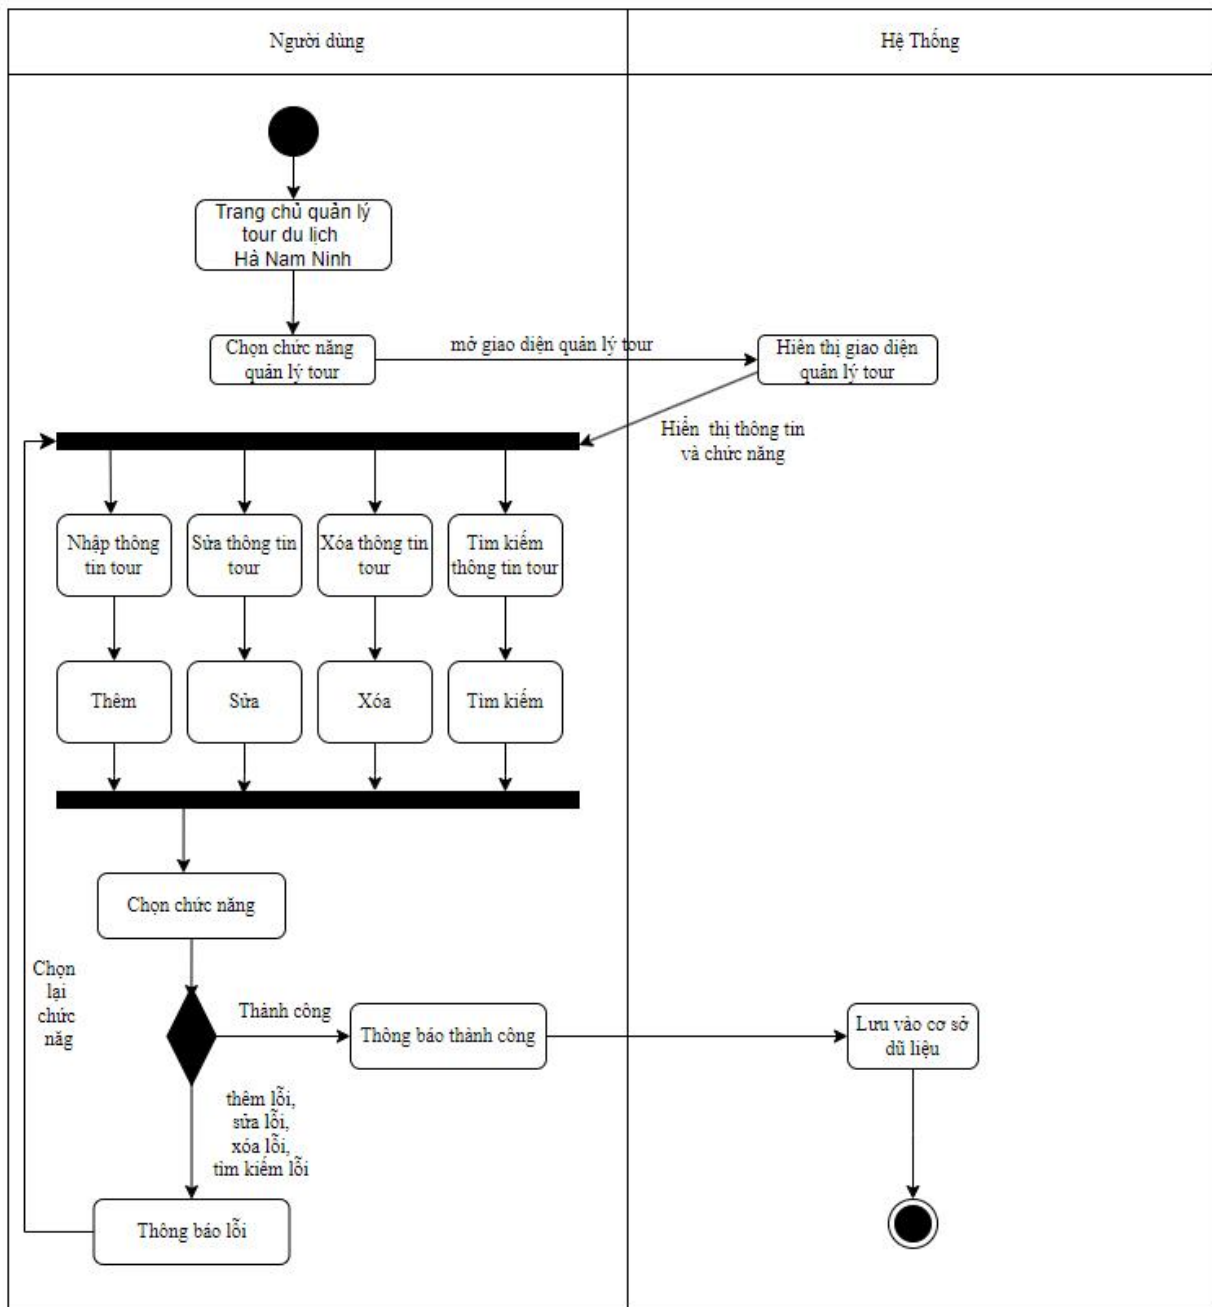 Người dùng
Hệ Thống
Trang chủ quản lý
tour du lịch
Hà Nam Ninh
Chọn chức năng
quản lý tour
mở giao diện quản lý tour
Hiên thị giao diện
quản lý tour
Hiển thị thông tin
và chức năng
Nhập thông
tin tour
Sửa thông tin
tour
Xóa thông tin
tour
Tìm kiếm
thông tin tour
Thêm
Sửa
Xóa
Tìm kiếm
Chọn chức năng
Chọn
lại
chức
năg
Thành công
Thông báo thành công
Lưu vào cơ sở
dũ liệu
thêm lỗi,
sửa lỗi,
xóa lỗi,
tìm kiếm lỗi
Thông báo lỗi